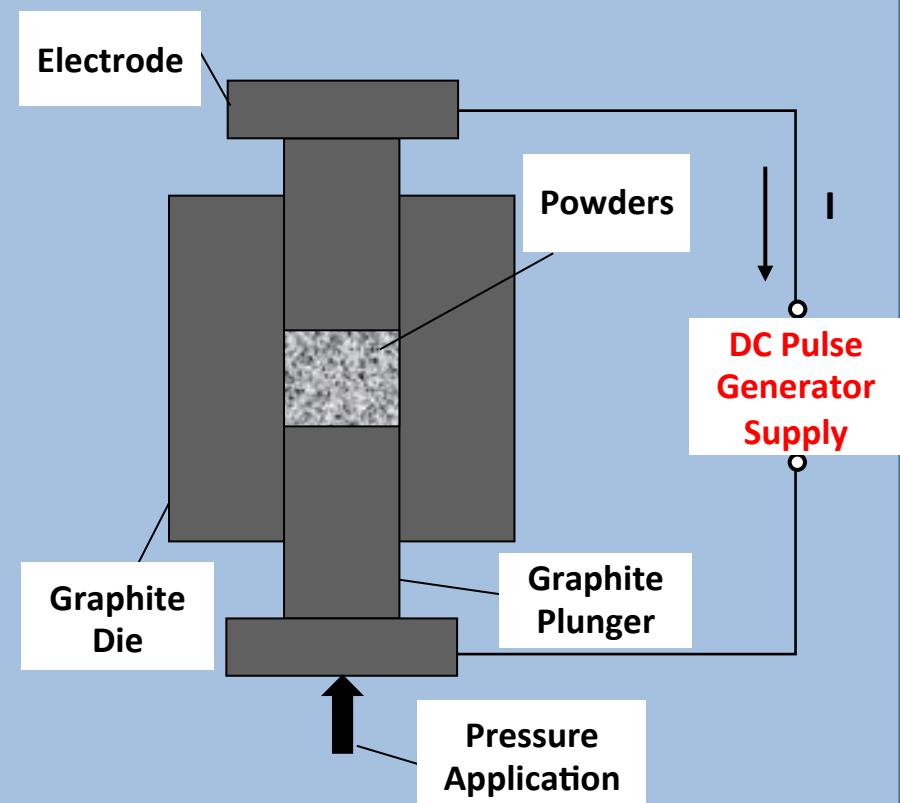 Electrode
Powders
I
DC Pulse
Generator
Supply
Graphite
Die
Graphite
Plunger
Pressure
Application